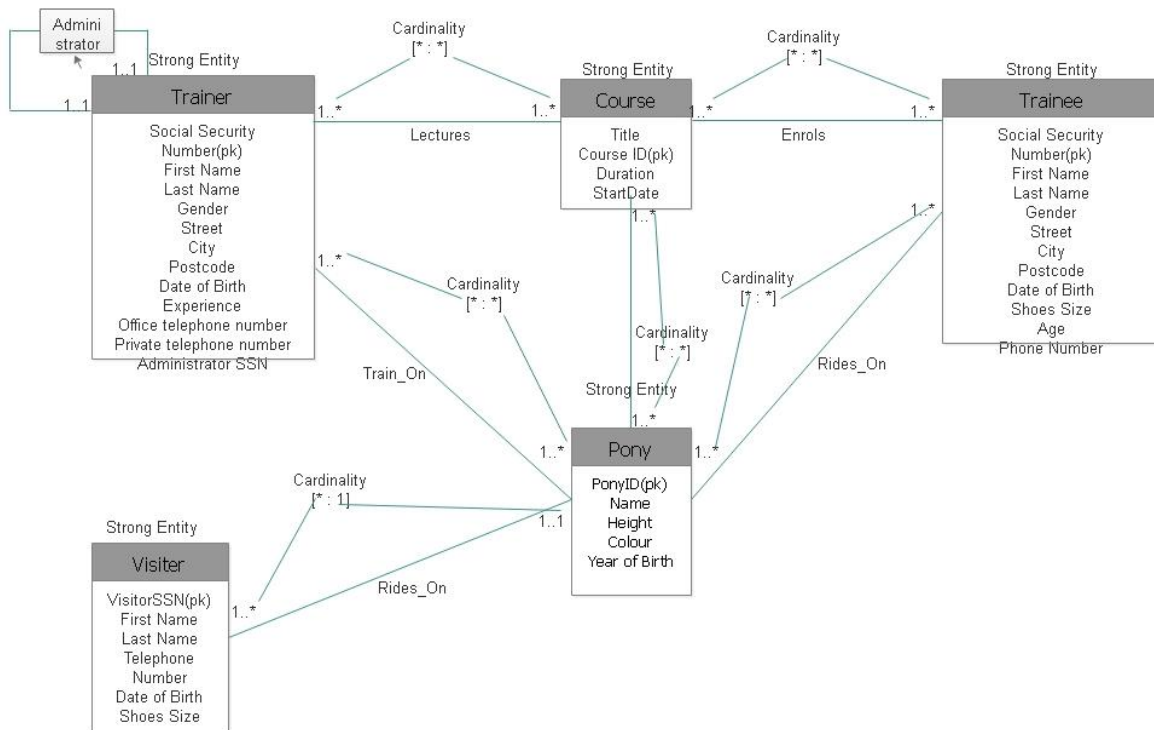 Admini
strator
1..1
1..1
Strong Entity
Trainer
Social Security
Number(pk)
First Name
Last Name
Gender
Street
City
Postcode
Date of Birth
Experience
Office telephone number
Private telephone number
Administrator SSN
Cardinality
[* : *]
1..*
1..*
Lectures
Strong Entity
Course
Title
Course ID(pk)
Duration
StartDate
Cardinality
[* : *]
1..*
1..*
Enrols
Strong Entity
Trainee
Social Security
Number(pk)
First Name
Last Name
Gender
Street
City
Postcode
Date of Birth
Shoes Size
Age
Phone Number
1..*
Cardinality
[* : *]
1..*
Train_On
1..*
Cardinality
[* : *]
1..*
1..*
Cardinality
[* : *]
1..*
Rides_On
Strong Entity
Pony
PonyID(pk)
Name
Height
Colour
Year of Birth
Cardinality
[* : 1]
1..1
1..*
Rides_On
Strong Entity
Visiter
VisitorSSN(pk)
First Name
Last Name
Telephone
Number
Date of Birth
Shoes Size